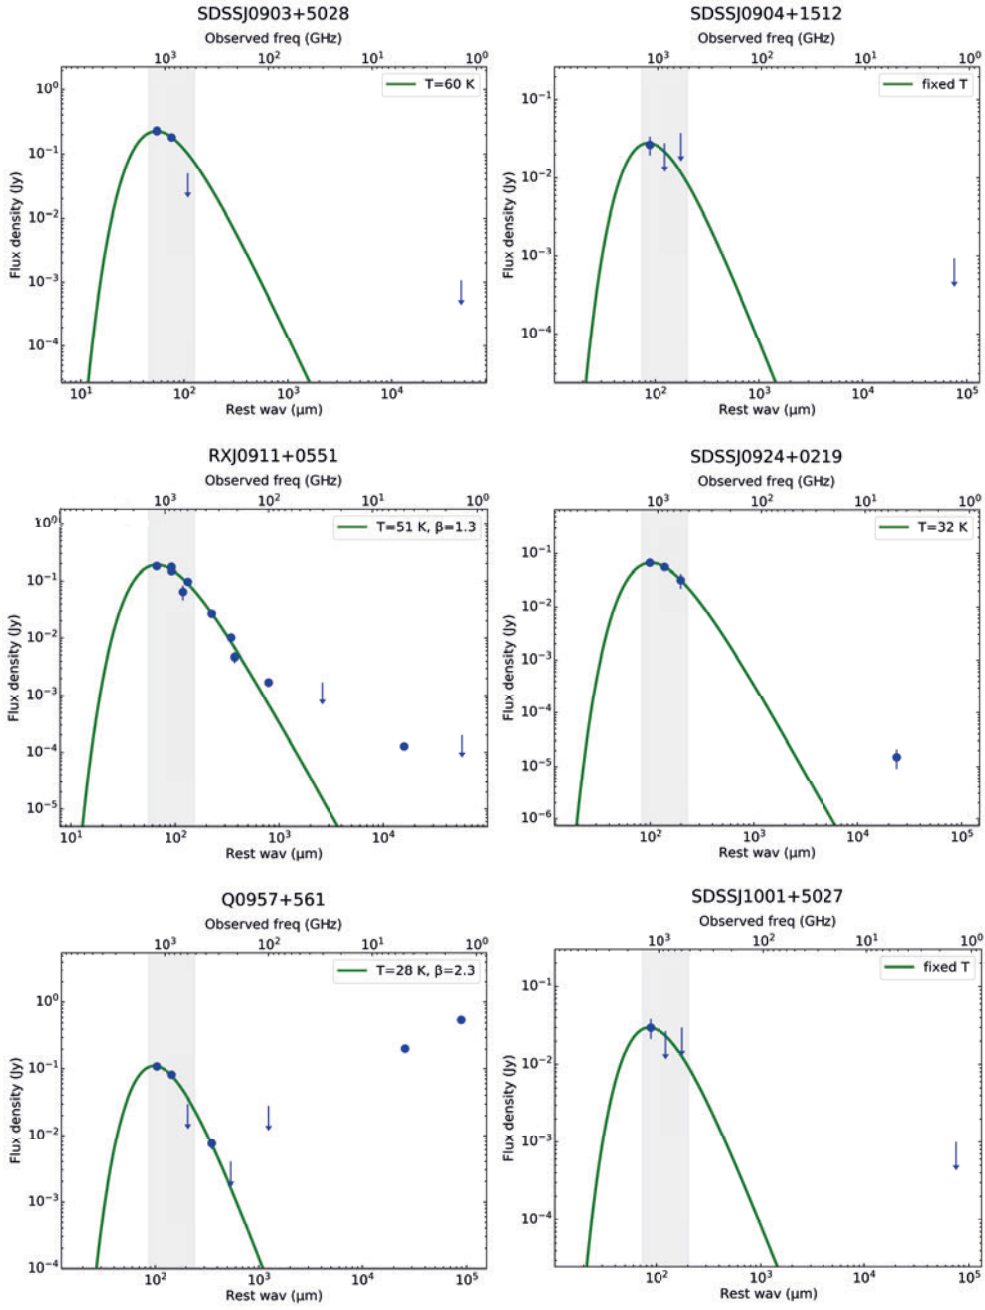 SDSSJ0903+5028
Observed freq (GHz)
10³ 10² 10¹ 10⁰
T=60 K
Flux density (Jy)
10⁰
10⁻¹
10⁻²
10⁻³
10⁻⁴
10¹ 10² 10³ 10⁴
Rest wav (μm)
SDSSJ0904+1512
Observed freq (GHz)
10³ 10² 10¹ 10⁰
fixed T
Flux density (Jy)
10⁻¹
10⁻²
10⁻³
10⁻⁴
10² 10³ 10⁴ 10⁵
Rest wav (μm)
RXJ0911+0551
Observed freq (GHz)
10³ 10² 10¹ 10⁰
T=51 K, β=1.3
Flux density (Jy)
10⁰
10⁻¹
10⁻²
10⁻³
10⁻⁴
10⁻⁵
10¹ 10² 10³ 10⁴
Rest wav (μm)
SDSSJ0924+0219
Observed freq (GHz)
10³ 10² 10¹ 10⁰
T=32 K
Flux density (Jy)
10⁻¹
10⁻²
10⁻³
10⁻⁴
10⁻⁵
10⁻⁶
10² 10³ 10⁴ 10⁵
Rest wav (μm)
Q0957+561
Observed freq (GHz)
10³ 10² 10¹ 10⁰
T=28 K, β=2.3
Flux density (Jy)
10⁰
10⁻¹
10⁻²
10⁻³
10⁻⁴
10² 10³ 10⁴ 10⁵
Rest wav (μm)
SDSSJ1001+5027
Observed freq (GHz)
10³ 10² 10¹ 10⁰
fixed T
Flux density (Jy)
10⁻¹
10⁻²
10⁻³
10⁻⁴
10² 10³ 10⁴ 10⁵
Rest wav (μm)